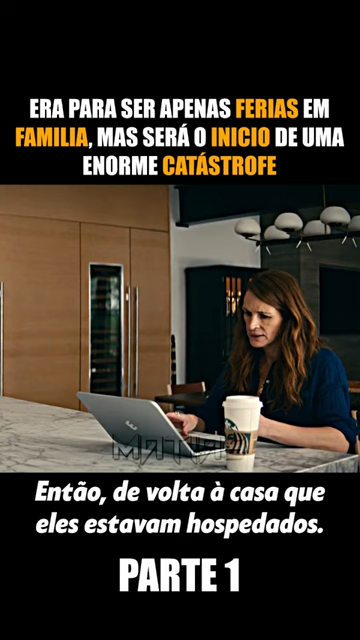 ERA PARA SER APENAS FERIAS EM
FAMILIA, MAS SERÁ O INICIO DE UMA
ENORME CATÁSTROFE
Então, de volta à casa que
eles estavam hospedados.
PARTE 1